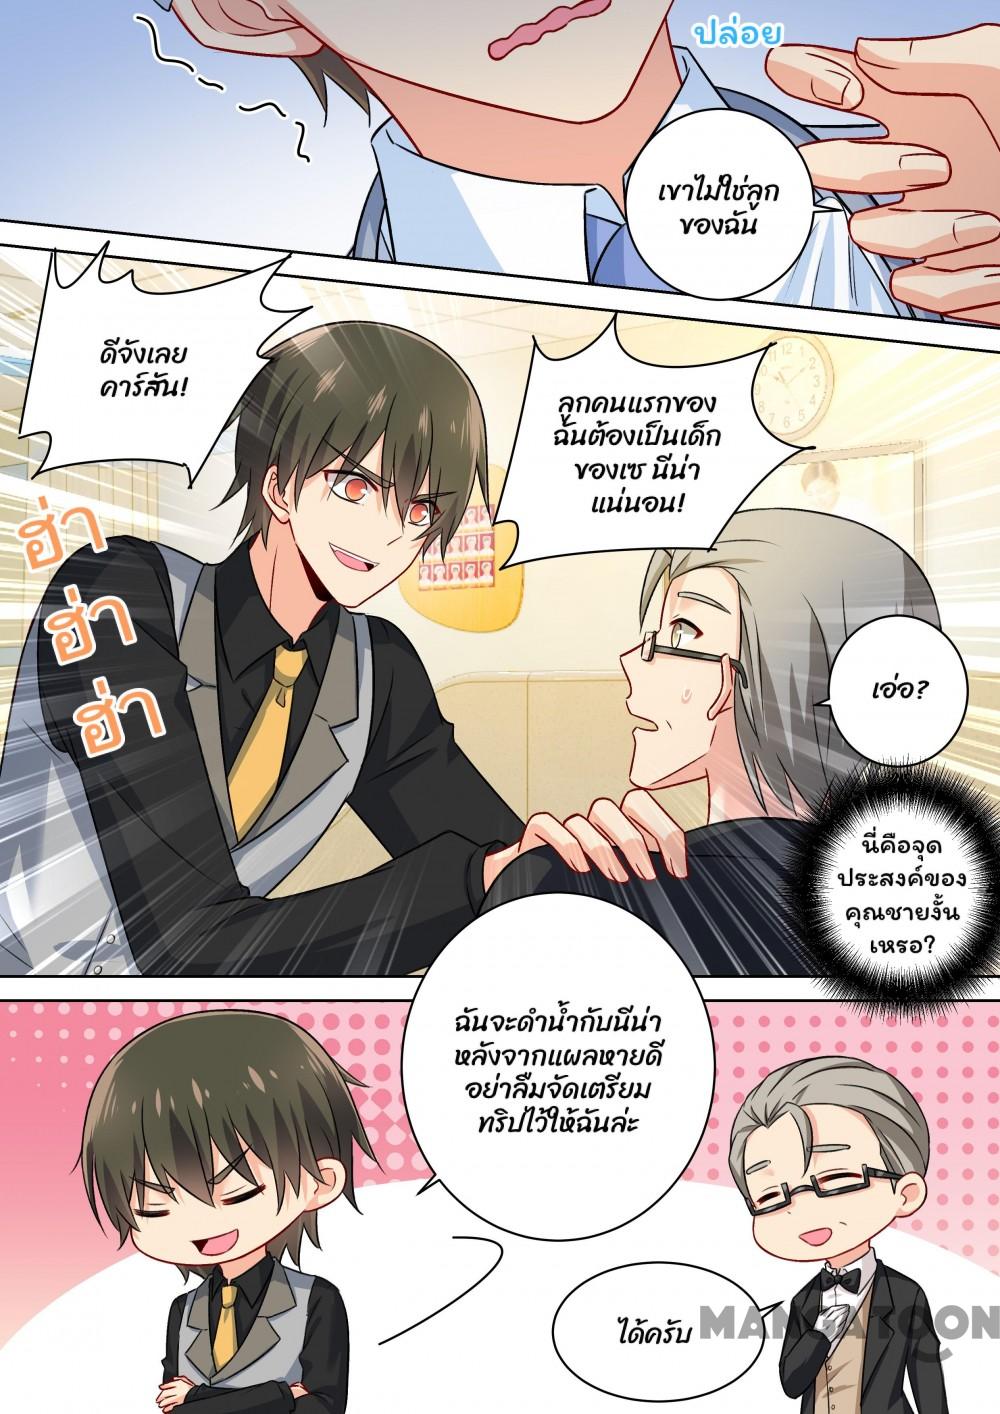 ปล่อย
เขาไม่ใช่ลูก
ของฉัน
ดีจังเลย
คาร์สัน!
ลูกคนแรกของ
ฉันต้องเป็นเด็ก
ของเซ นีน่า
แน่นอน!
ฮ่า
ฮ่า
ฮ่า
เอ่อ?
นี่คือจุด
ประสงค์ของ
คุณชายงั้น
เหรอ?
ฉันจะดำน้ำกับนีน่า
หลังจากแผลหายดี
อย่าลืมจัดเตรียม
ทริปไว้ให้ฉันล่ะ
ได้ครับ
MANGATOON